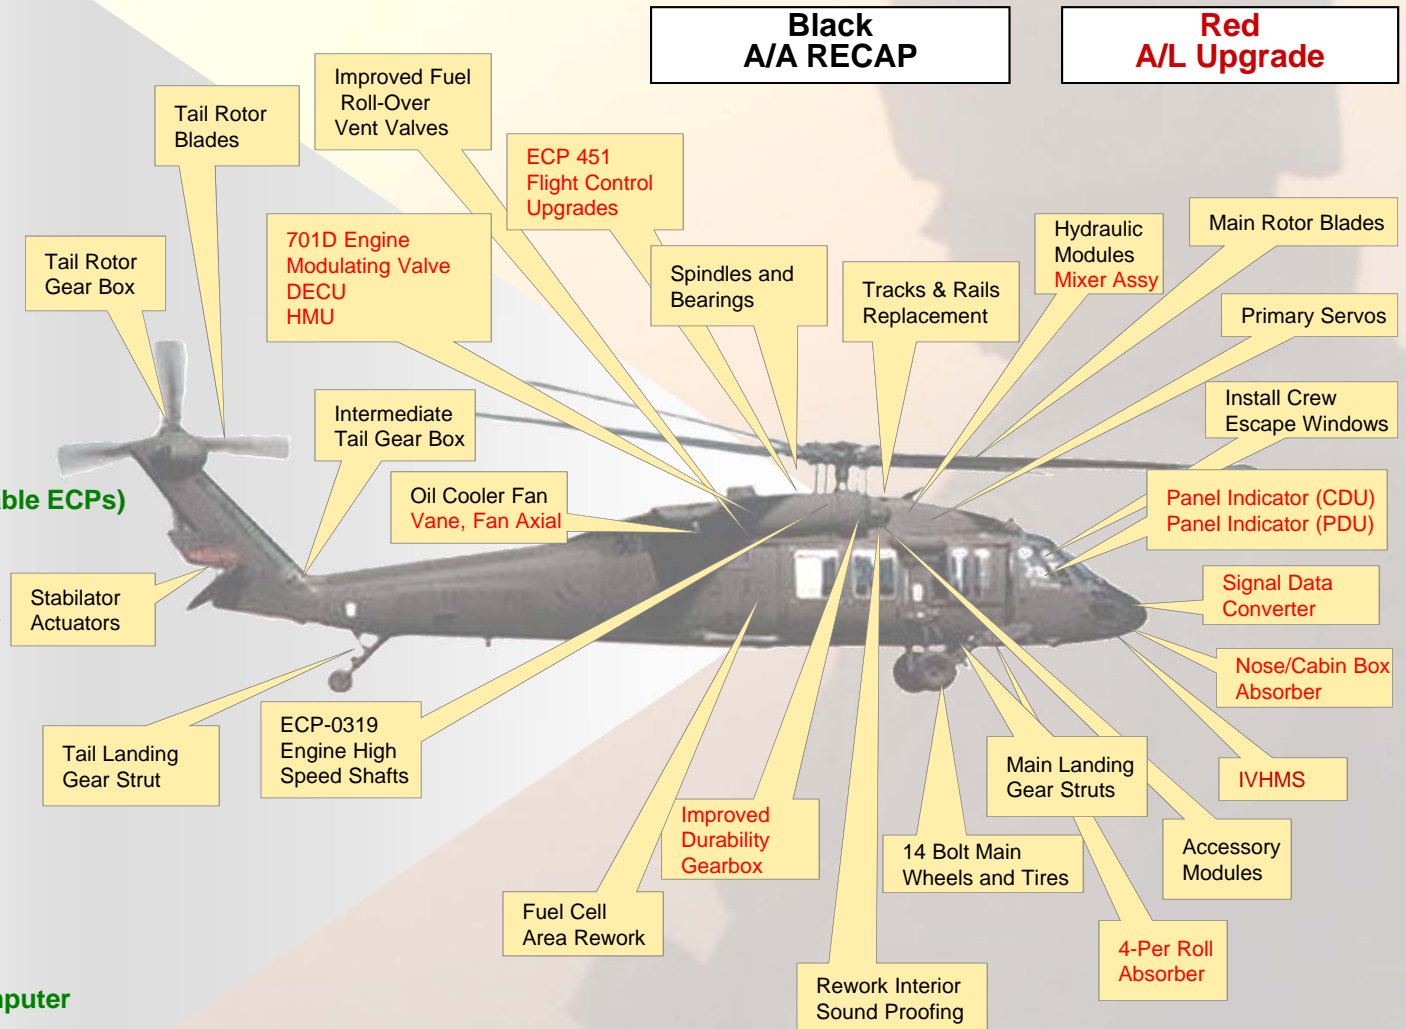 Black
A/A RECAP
Red
A/L Upgrade
Improved Fuel
Roll-Over
Vent Valves
Tail Rotor
Blades
ECP 451
Flight Control
Upgrades
Main Rotor Blades
Hydraulic
Modules
Mixer Assy
701D Engine
Modulating Valve
DECU
HMU
Tail Rotor
Gear Box
Spindles and
Bearings
Tracks & Rails
Replacement
Primary Servos
Install Crew
Escape Windows
Intermediate
Tail Gear Box
able ECPs)
Oil Cooler Fan
Vane, Fan Axial
Panel Indicator (CDU)
Panel Indicator (PDU)
Stabilator
Actuators
Signal Data
Converter
Nose/Cabin Box
Absorber
ECP-0319
Engine High
Speed Shafts
Tail Landing
Gear Strut
Main Landing
Gear Struts
IVHMS
Improved
Durability
Gearbox
14 Bolt Main
Wheels and Tires
Accessory
Modules
Fuel Cell
Area Rework
4-Per Roll
Absorber
Rework Interior
Sound Proofing
nputer